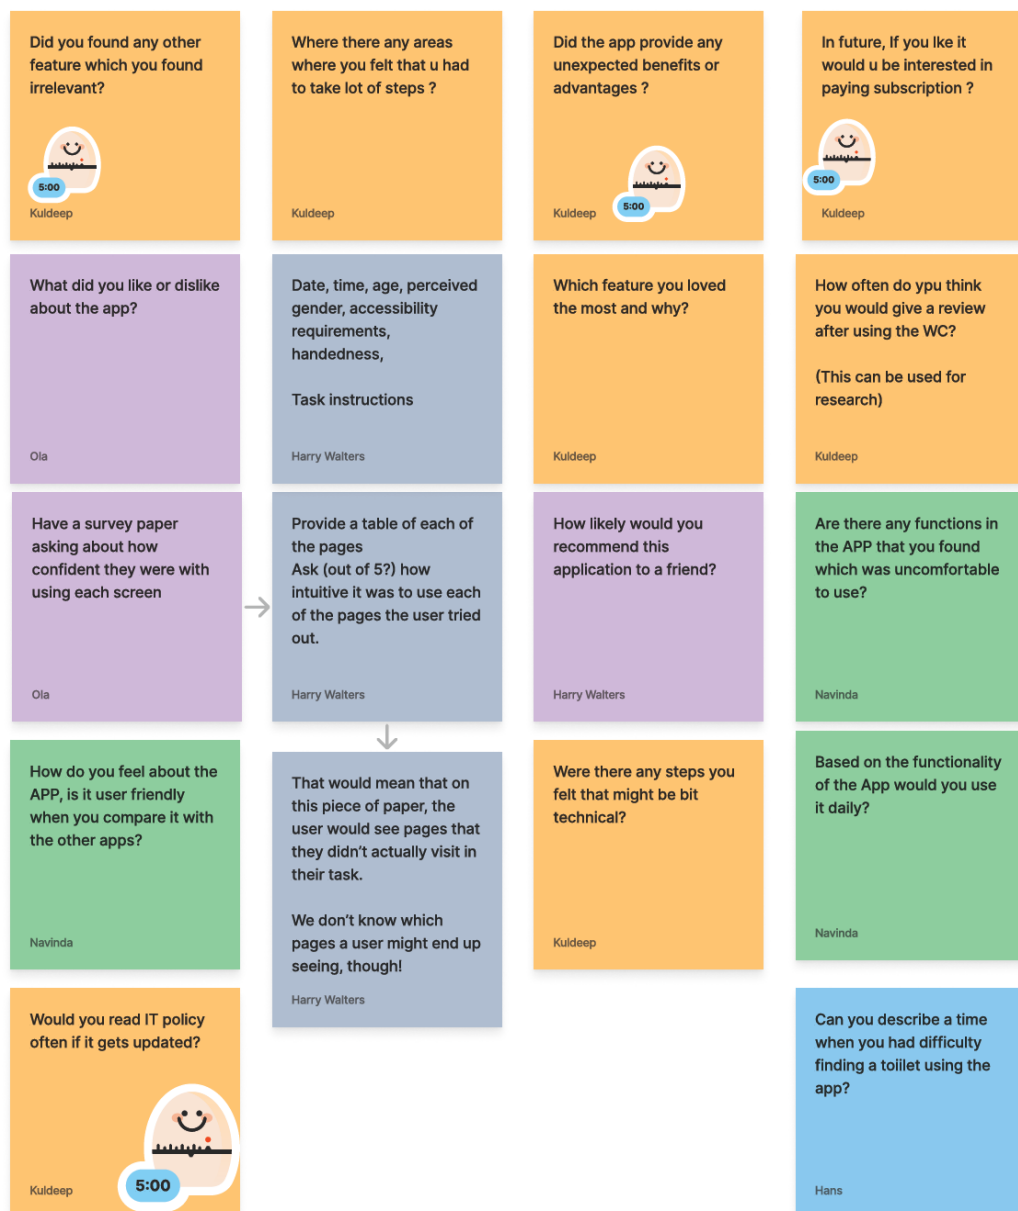 Did you found any other
feature which you found
irrelevant?
5:00
Kuldeep
Where there any areas
where you felt that u had
to take lot of steps ?
Kuldeep
Did the app provide any
unexpected benefits or
advantages ?
5:00
Kuldeep
In future, If you lke it
would u be interested in
paying subscription ?
5:00
Kuldeep
What did you like or dislike
about the app?
Ola
Date, time, age, perceived
gender, accessibility
requirements,
handedness,
Task instructions
Harry Walters
Which feature you loved
the most and why?
Kuldeep
How often do ypu think
you would give a review
after using the WC?
(This can be used for
research)
Kuldeep
Have a survey paper
asking about how
confident they were with
using each screen
Ola
Provide a table of each of
the pages
Ask (out of 5?) how
intuitive it was to use each
of the pages the user tried
out.
Harry Walters
How likely would you
recommend this
application to a friend?
Harry Walters
Are there any functions in
the APP that you found
which was uncomfortable
to use?
Navinda
How do you feel about the
APP, is it user friendly
when you compare it with
the other apps?
Navinda
That would mean that on
this piece of paper, the
user would see pages that
they didn't actually visit in
their task.
We don't know which
pages a user might end up
seeing, though!
Harry Walters
Were there any steps you
felt that might be bit
technical?
Kuldeep
Based on the functionality
of the App would you use
it daily?
Navinda
Would you read IT policy
often if it gets updated?
5:00
Kuldeep
Can you describe a time
when you had difficulty
finding a toiilet using the
app?
Hans